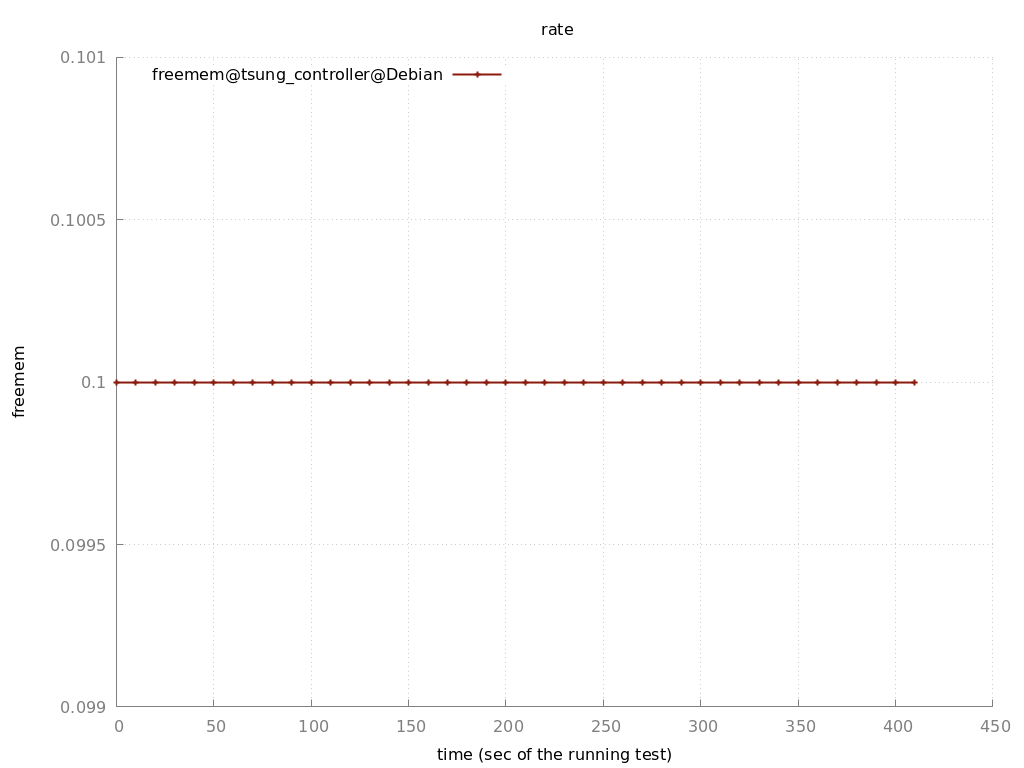 rate
0.101
freemem@tsung_controller@Debian
0.1005
freemem
0.1
0.0995
0.099
0 50 100 150 200 250 300 350 400 450
time (sec of the running test)